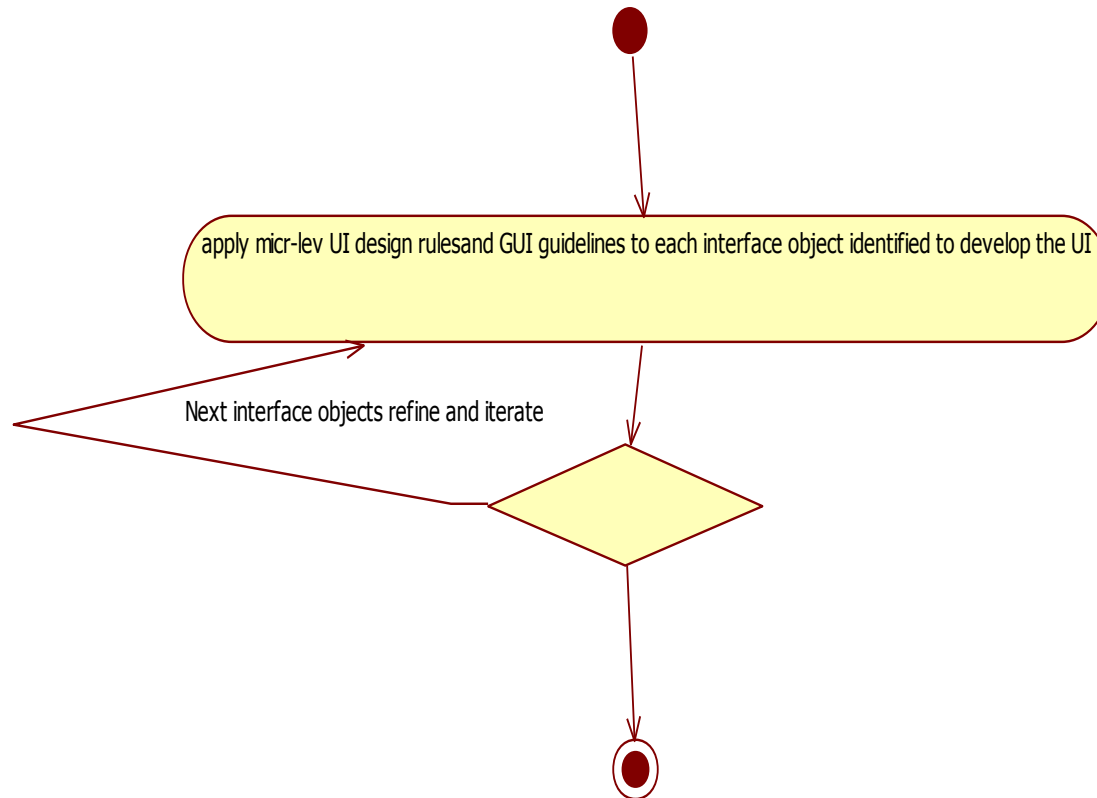 apply micr-lev UI design rulesand GUI guidelines to each interface object identified to develop the UI
Next interface objects refine and iterate